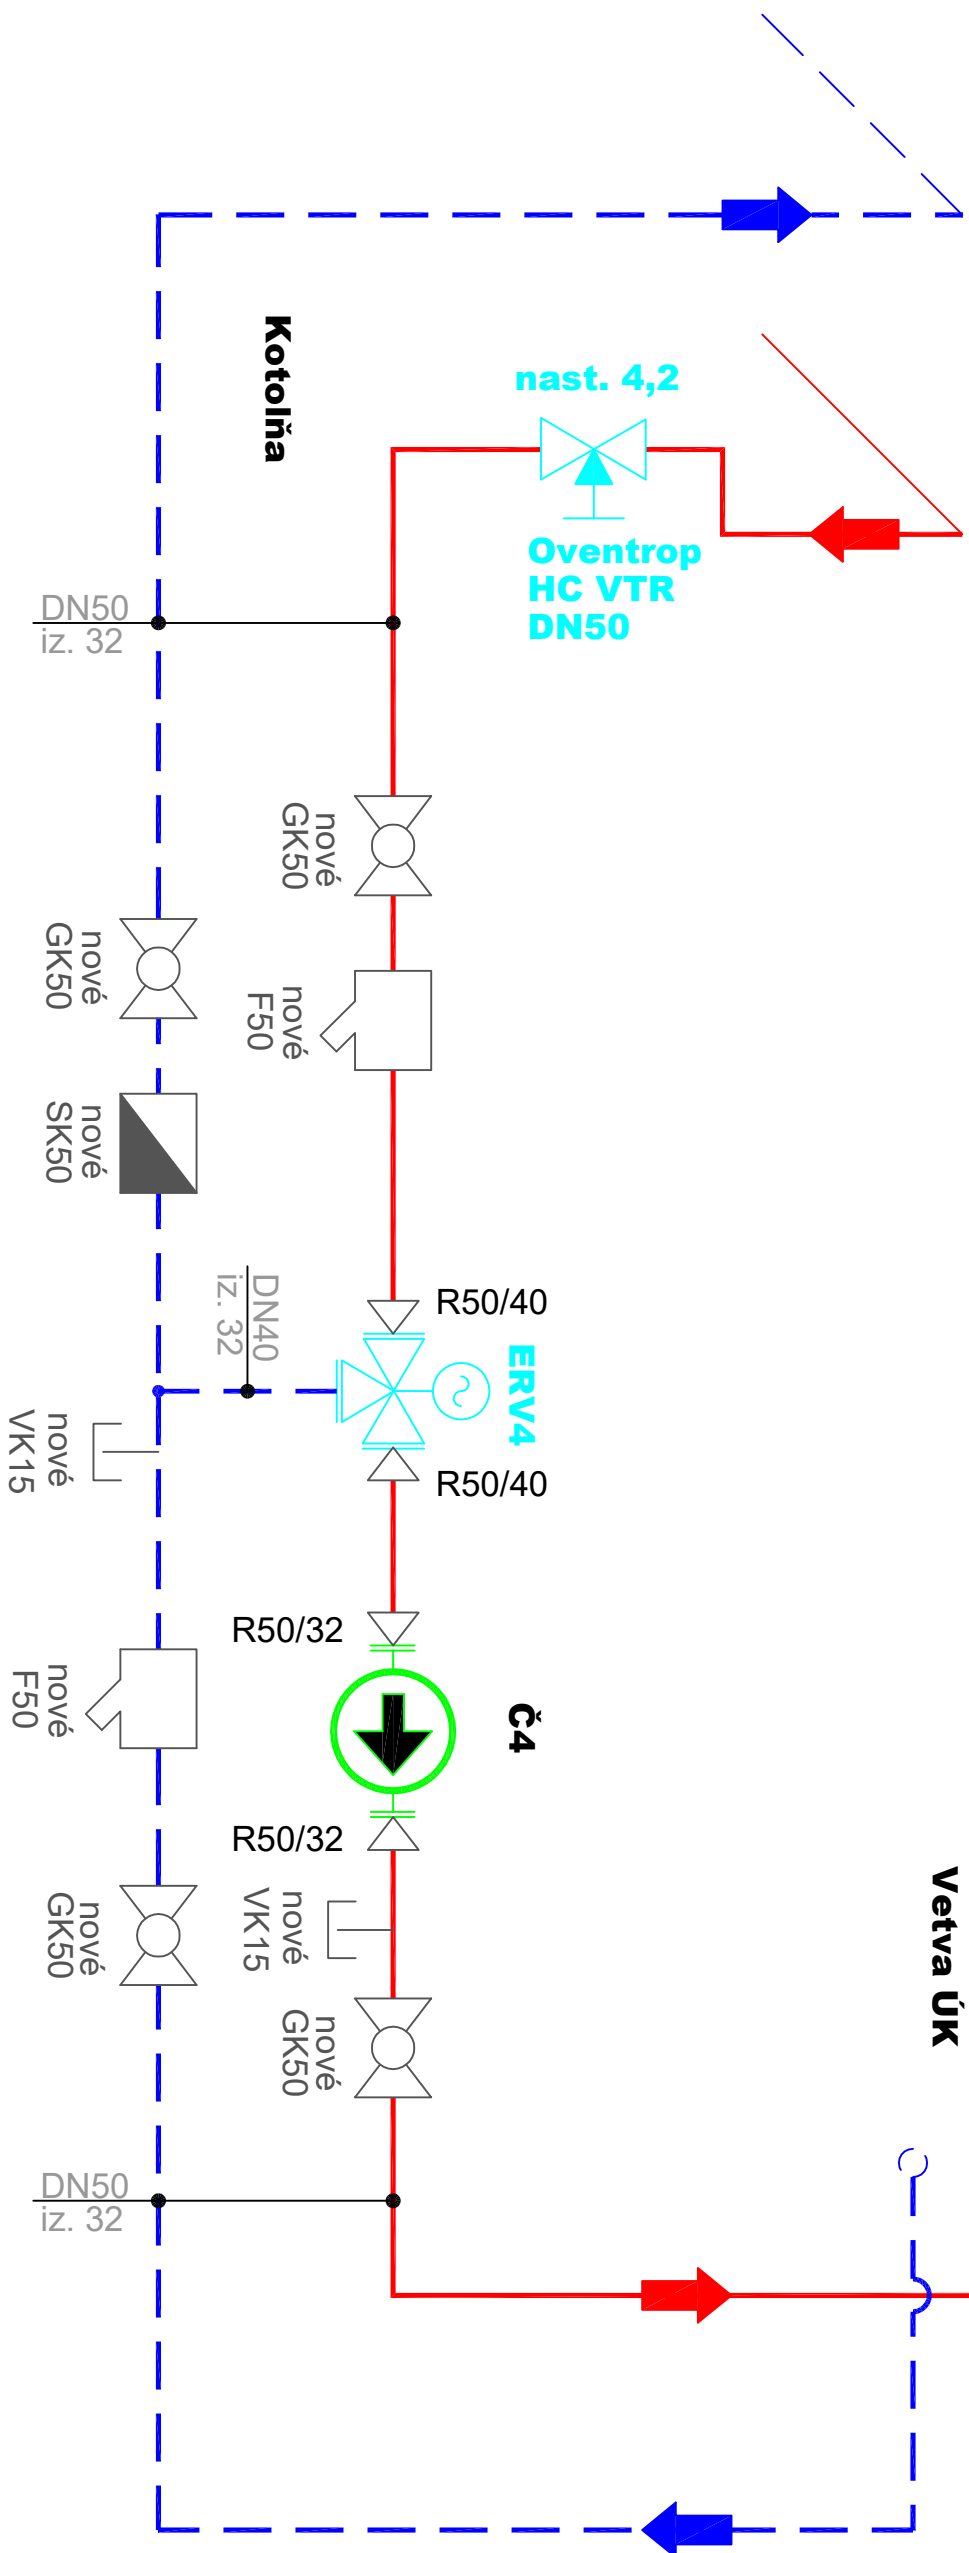 Kotolňa
nast. 4,2
Oventrop
HC VTR
DN50
DN50
iz. 32
nové
GK50
nové
GK50
nové
F50
nové
SK50
DN40
iz. 32
R50/40
ERV4
R50/40
nové
VK15
R50/32
nové
F50
Č4
R50/32
nové
VK15
nové
GK50
Vetva ÚK
nové
GK50
DN50
iz. 32